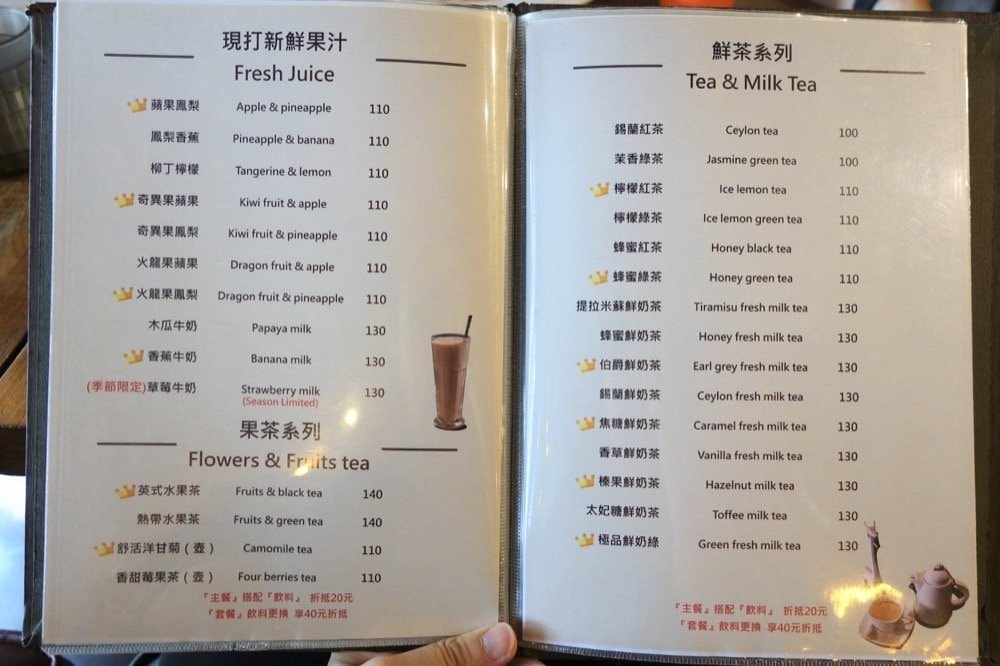 現打新鮮果汁
Fresh Juice
蘋果鳳梨 Apple & pineapple 110
鳳梨香蕉 Pineapple & banana 110
柳丁檸檬 Tangerine & lemon 110
奇異果蘋果 Kiwi fruit & apple 110
奇異果鳳梨 Kiwi fruit & pineapple 110
火龍果蘋果 Dragon fruit & apple 110
火龍果鳳梨 Dragon fruit & pineapple 110
木瓜牛奶 Papaya milk 130
香蕉牛奶 Banana milk 130
(季節限定)草莓牛奶 Strawberry milk 130
(Season Limited)
果茶系列
Flowers & Fruits tea
英式水果茶 Fruits & black tea 140
熱帶水果茶 Fruits & green tea 140
舒活洋甘菊（壺） Camomile tea 110
香甜莓果茶（壺） Four berries tea 110
『主餐』搭配『飲料』 折抵20元
『套餐』飲料更換 享40元折抵
鮮茶系列
Tea & Milk Tea
錫蘭紅茶 Ceylon tea 100
茉香綠茶 Jasmine green tea 100
檸檬紅茶 Ice lemon tea 110
檸檬綠茶 Ice lemon green tea 110
蜂蜜紅茶 Honey black tea 110
蜂蜜綠茶 Honey green tea 110
提拉米蘇鮮奶茶 Tiramisu fresh milk tea 130
蜂蜜鮮奶茶 Honey fresh milk tea 130
伯爵鮮奶茶 Earl grey fresh milk tea 130
錫蘭鮮奶茶 Ceylon fresh milk tea 130
焦糖鮮奶茶 Caramel fresh milk tea 130
香草鮮奶茶 Vanilla fresh milk tea 130
榛果鮮奶茶 Hazelnut milk tea 130
太妃糖鮮奶茶 Toffee milk tea 130
極品鮮奶綠 Green fresh milk tea 130
『主餐』搭配『飲料』 折抵20元
『套餐』飲料更換 享40元折抵